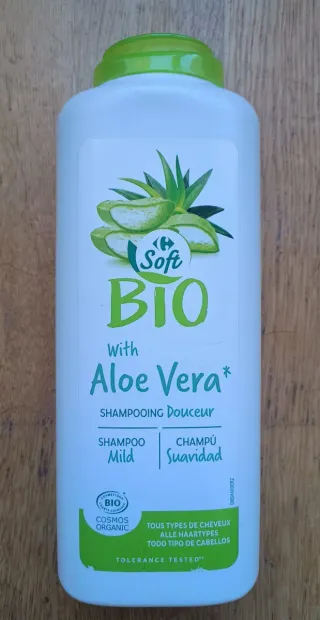 Soft
BIO
With
Aloe Vera*
SHAMPOOING Douceur
SHAMPOO
Mild
CHAMPÚ
Suavidad
BIO
COSMOS
ORGANIC
TOUS TYPES DE CHEVEUX
ALLE HAARTYPES
TODO TIPO DE CABELLOS
TOLERANCE TESTED**